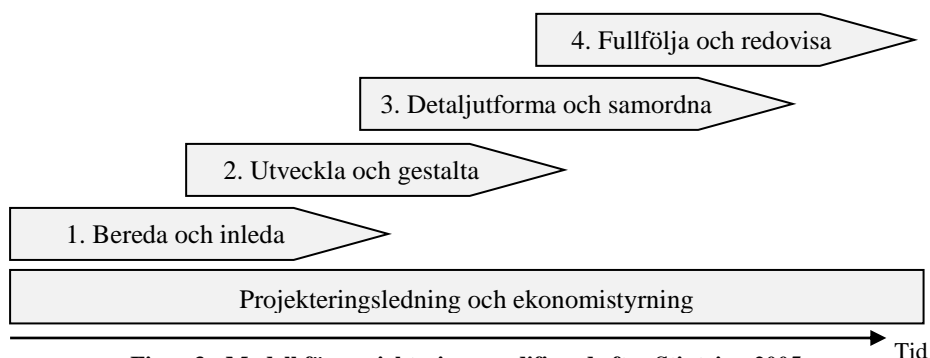 4. Fullfölja och redovisa
3. Detaljutforma och samordna
2. Utveckla och gestalta
1. Bereda och inleda
Projekteringsledning och ekonomistyrning
Tid